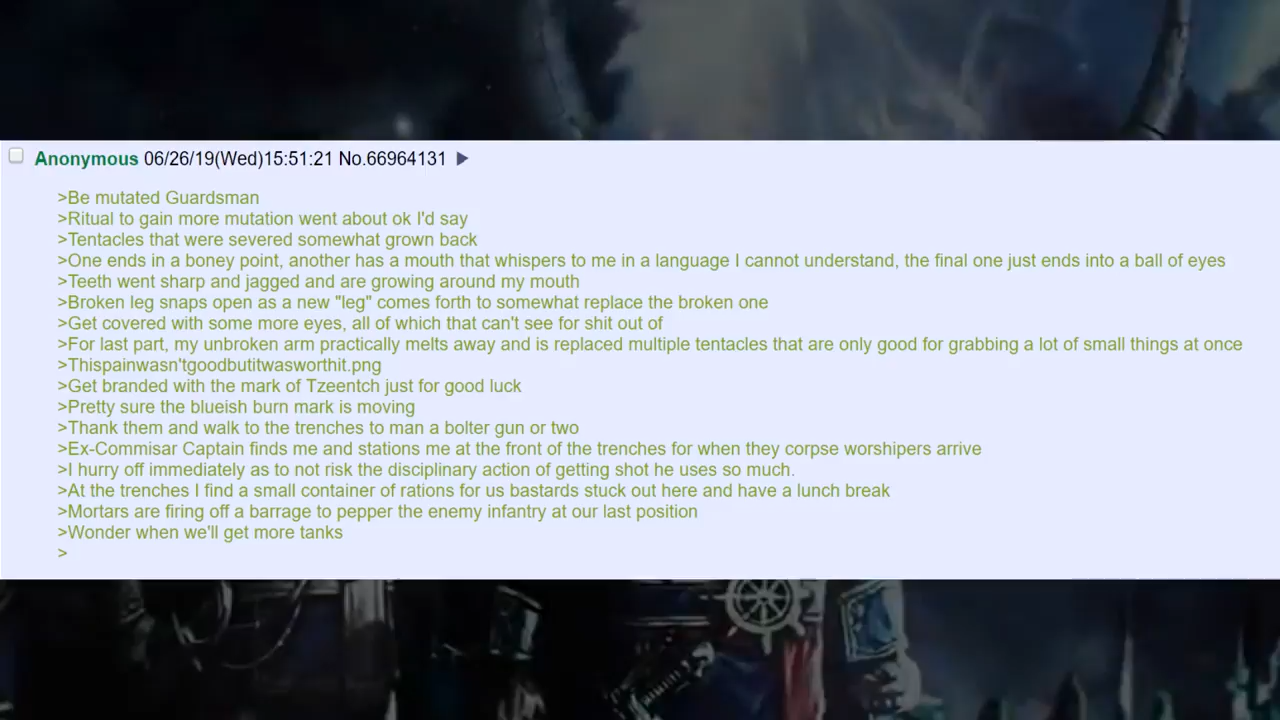 Anonymous 06/26/19(Wed)15:51:21 No.66964131 ▶
>Be mutated Guardsman
>Ritual to gain more mutation went about ok I'd say
>Tentacles that were severed somewhat grown back
>One ends in a boney point, another has a mouth that whispers to me in a language I cannot understand, the final one just ends into a ball of eyes
>Teeth went sharp and jagged and are growing around my mouth
>Broken leg snaps open as a new "leg" comes forth to somewhat replace the broken one
>Get covered with some more eyes, all of which that can't see for shit out of
>For last part, my unbroken arm practically melts away and is replaced multiple tentacles that are only good for grabbing a lot of small things at once
>Thispainwasn'tgoodbutitwasworthit.png
>Get branded with the mark of Tzeentch just for good luck
>Pretty sure the blueish burn mark is moving
>Thank them and walk to the trenches to man a bolter gun or two
>Ex-Commisar Captain finds me and stations me at the front of the trenches for when they corpse worshipers arrive
>I hurry off immediately as to not risk the disciplinary action of getting shot he uses so much.
>At the trenches I find a small container of rations for us bastards stuck out here and have a lunch break
>Mortars are firing off a barrage to pepper the enemy infantry at our last position
>Wonder when we'll get more tanks
>